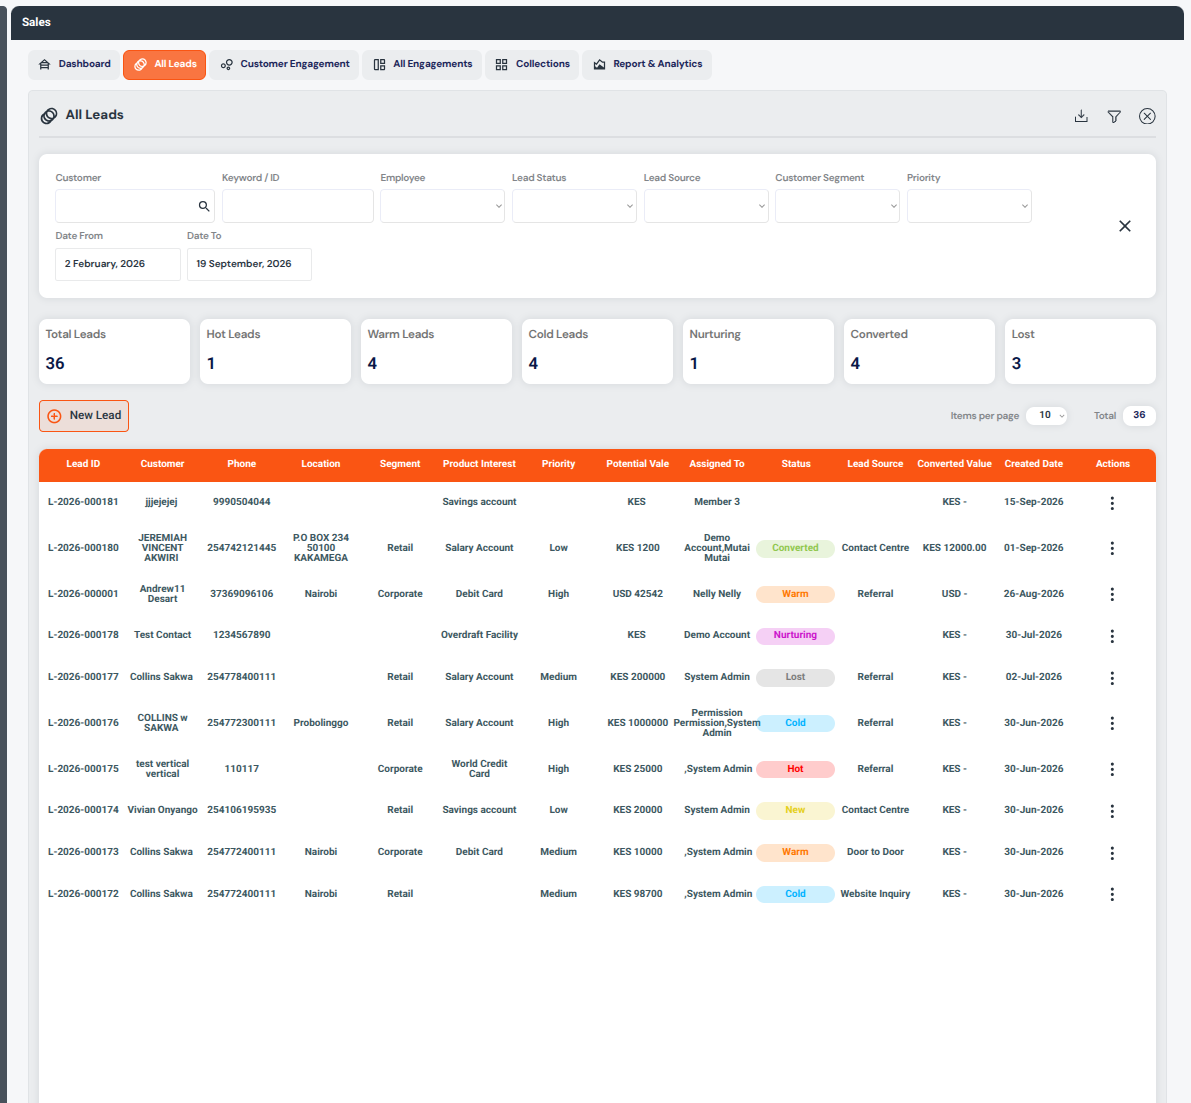 Sales
Dashboard All Leads Customer Engagement All Engagements Collections Report & Analytics
All Leads
Customer Keyword / ID Employee Lead Status Lead Source Customer Segment Priority
Date From Date To
2 February, 2026 19 September, 2026
Total Leads Hot Leads Warm Leads Cold Leads Nurturing Converted Lost
36 1 4 4 1 4 3
New Lead Items per page 10 Total 36
Lead ID Customer Phone Location Segment Product Interest Priority Potential Vale Assigned To Status Lead Source Converted Value Created Date Actions
L-2026-000181 jjjejejej 9990504044 Savings account KES Member 3 KES - 15-Sep-2026
L-2026-000180 JEREMIAH VINCENT AKWIRI 254742121445 P.O BOX 234 50100 KAKAMEGA Retail Salary Account Low KES 1200 Demo Account,Mutai Mutai Converted Contact Centre KES 12000.00 01-Sep-2026
L-2026-000001 Andrew11 Desart 37369096106 Nairobi Corporate Debit Card High USD 42542 Nelly Nelly Warm Referral USD - 26-Aug-2026
L-2026-000178 Test Contact 1234567890 Overdraft Facility KES Demo Account Nurturing KES - 30-Jul-2026
L-2026-000177 Collins Sakwa 254778400111 Retail Salary Account Medium KES 200000 System Admin Lost Referral KES - 02-Jul-2026
L-2026-000176 COLLINS w SAKWA 254772300111 Probolinggo Retail Salary Account High KES 1000000 Permission Permission,System Admin Cold Referral KES - 30-Jun-2026
L-2026-000175 test vertical vertical 110117 Corporate World Credit Card High KES 25000 ,System Admin Hot Referral KES - 30-Jun-2026
L-2026-000174 Vivian Onyango 254106195935 Retail Savings account Low KES 20000 System Admin New Contact Centre KES - 30-Jun-2026
L-2026-000173 Collins Sakwa 254772400111 Nairobi Corporate Debit Card Medium KES 10000 ,System Admin Warm Door to Door KES - 30-Jun-2026
L-2026-000172 Collins Sakwa 254772400111 Nairobi Retail Medium KES 98700 ,System Admin Cold Website Inquiry KES - 30-Jun-2026